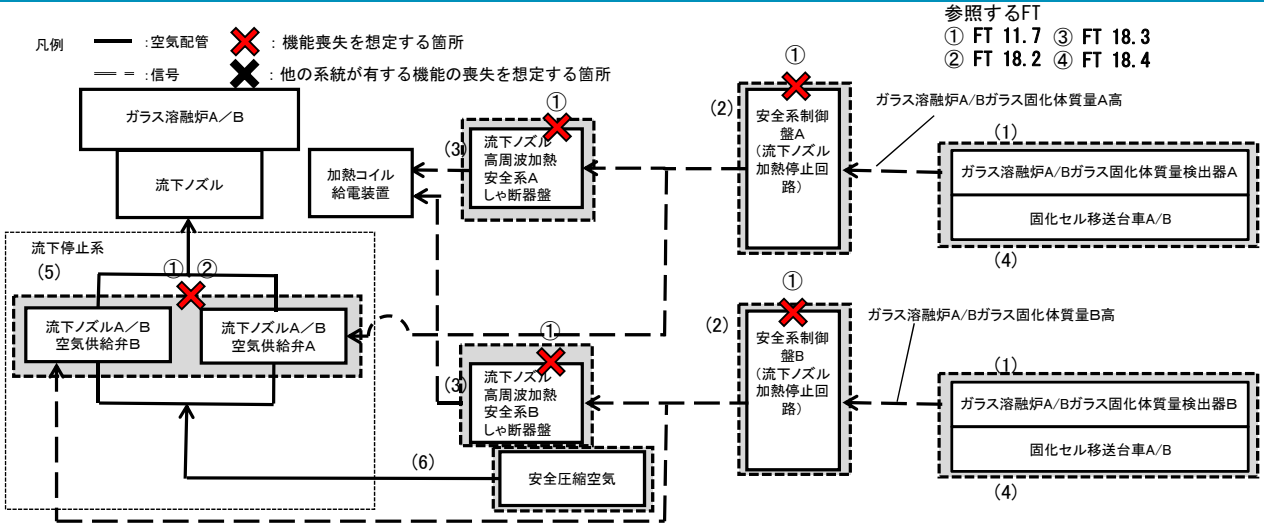 参照するFT
① FT 11.7 ③ FT 18.3
② FT 18.2 ④ FT 18.4
凡例
:空気配管
: 機能喪失を想定する箇所
:信号
: 他の系統が有する機能の喪失を想定する箇所
ガラス溶融炉A/B
流下ノズル
加熱コイル
給電装置
①
(3)
流下ノズル
高周波加熱
安全系A
しゃ断器盤
①
(2)
安全系制御
盤A
(流下ノズル
加熱停止回
路)
ガラス溶融炉A/Bガラス固化体質量A高
(1)
ガラス溶融炉A/Bガラス固化体質量検出器A
固化セル移送台車A/B
(4)
流下停止系
(5)
① ②
流下ノズルA/B
空気供給弁B
流下ノズルA/B
空気供給弁A
①
(3)
流下ノズル
高周波加熱
安全系B
しゃ断器盤
①
(2)
安全系制御
盤B
(流下ノズル
加熱停止回
路)
ガラス溶融炉A/Bガラス固化体質量B高
(1)
ガラス溶融炉A/Bガラス固化体質量検出器B
固化セル移送台車A/B
(4)
(6)
安全圧縮空気